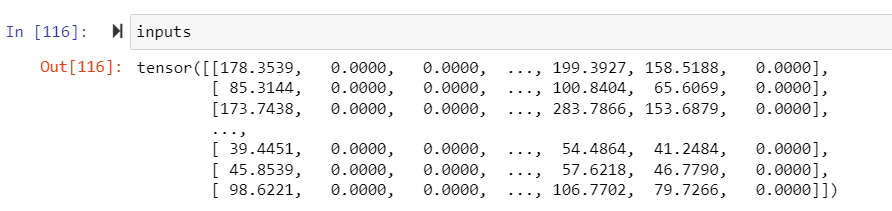 In [116]: inputs
Out[116]: tensor([[178.3539, 0.0000, 0.0000, ..., 199.3927, 158.5188, 0.0000],
[ 85.3144, 0.0000, 0.0000, ..., 100.8404, 65.6069, 0.0000],
[173.7438, 0.0000, 0.0000, ..., 283.7866, 153.6879, 0.0000],
...,
[ 39.4451, 0.0000, 0.0000, ..., 54.4864, 41.2484, 0.0000],
[ 45.8539, 0.0000, 0.0000, ..., 57.6218, 46.7790, 0.0000],
[ 98.6221, 0.0000, 0.0000, ..., 106.7702, 79.7266, 0.0000]])